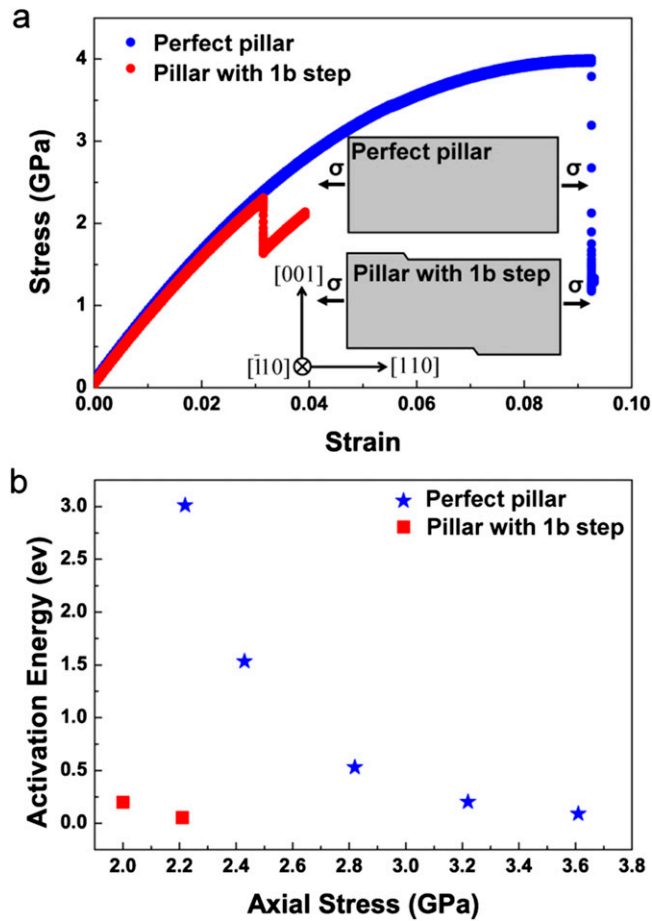 a
Perfect pillar
Pillar with 1b step
Stress (GPa)
4
3
2
1
0
Perfect pillar
σ
σ
Pillar with 1b step
σ
σ
[001]
[1̄10]
[110]
0.00
0.02
0.04
0.06
0.08
0.10
Strain
b
Perfect pillar
Pillar with 1b step
Activation Energy (ev)
3.0
2.5
2.0
1.5
1.0
0.5
0.0
2.0
2.2
2.4
2.6
2.8
3.0
3.2
3.4
3.6
3.8
Axial Stress (GPa)